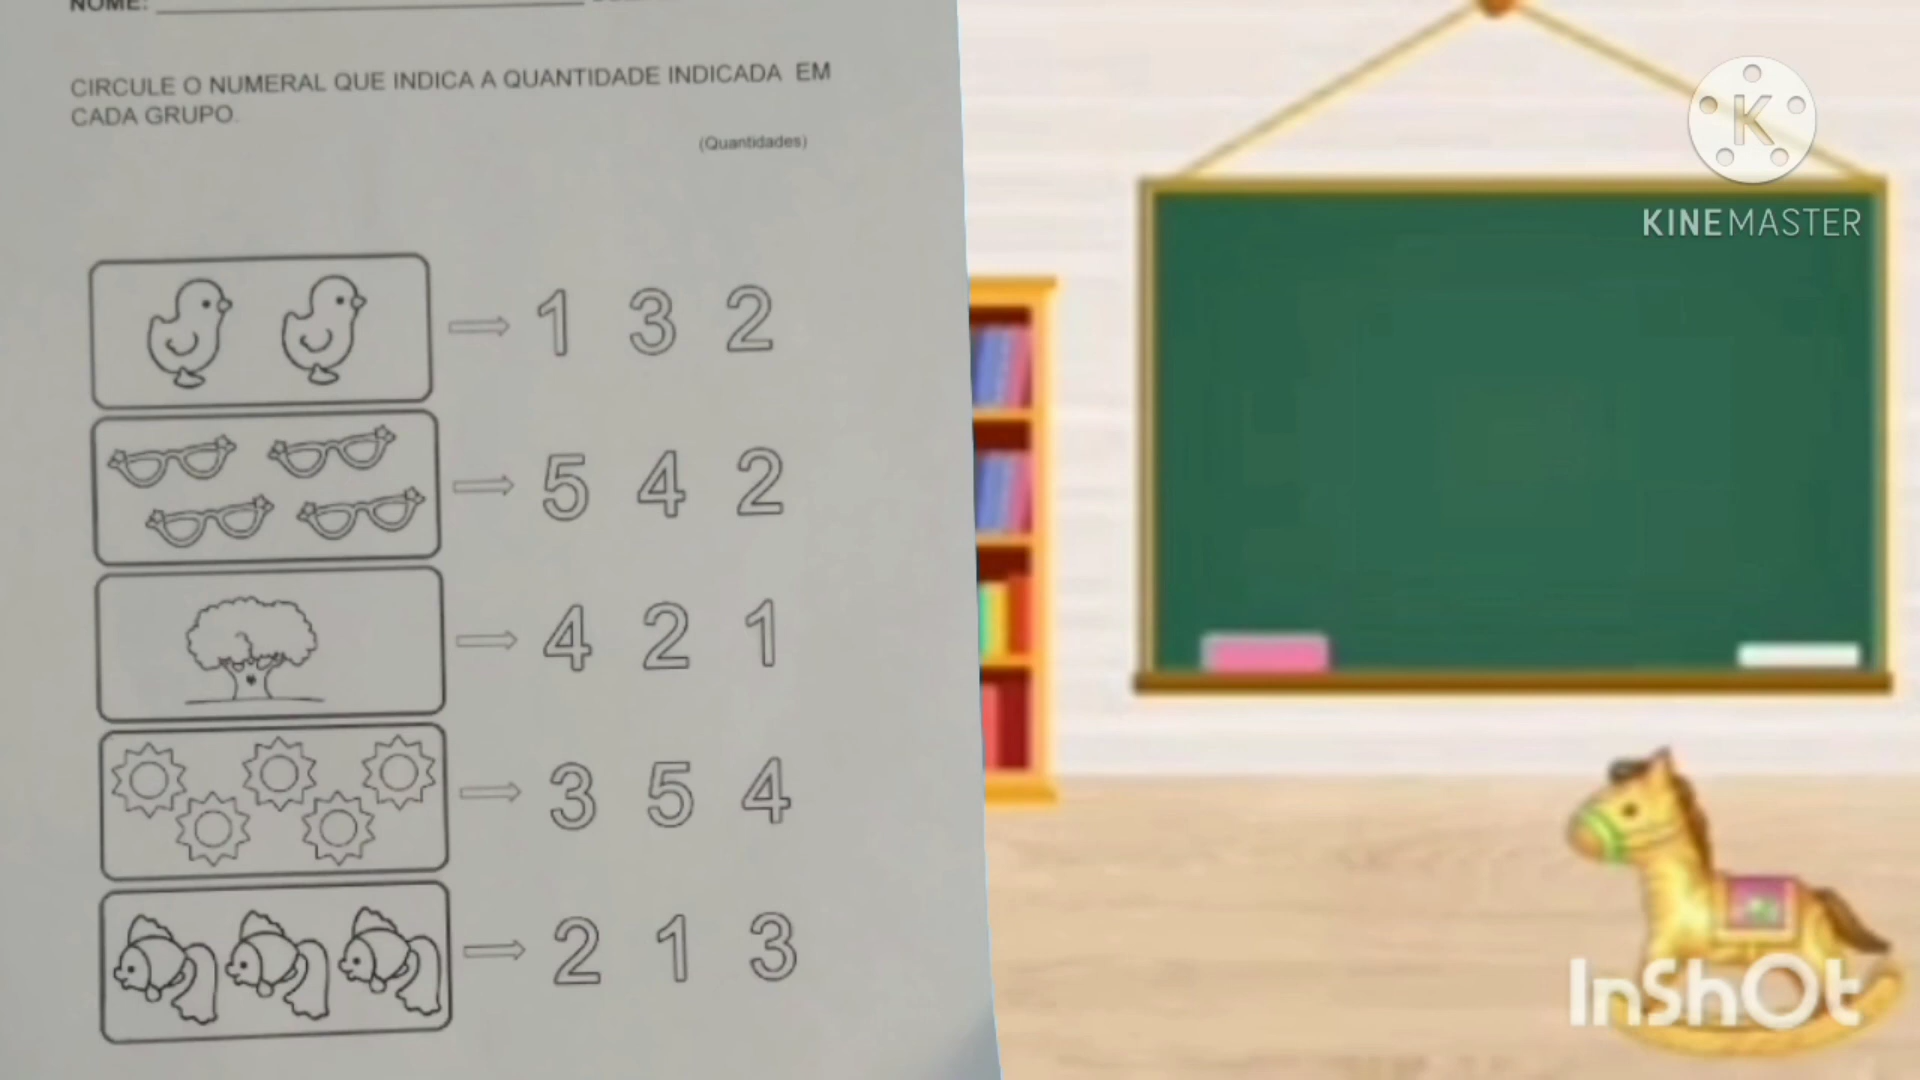 NOME:
CIRCULE O NUMERAL QUE INDICA A QUANTIDADE INDICADA EM
CADA GRUPO.
(Quantidades)
1 3 2
5 4 2
4 2 1
3 5 4
2 1 3
K
KINEMASTER
InShOt